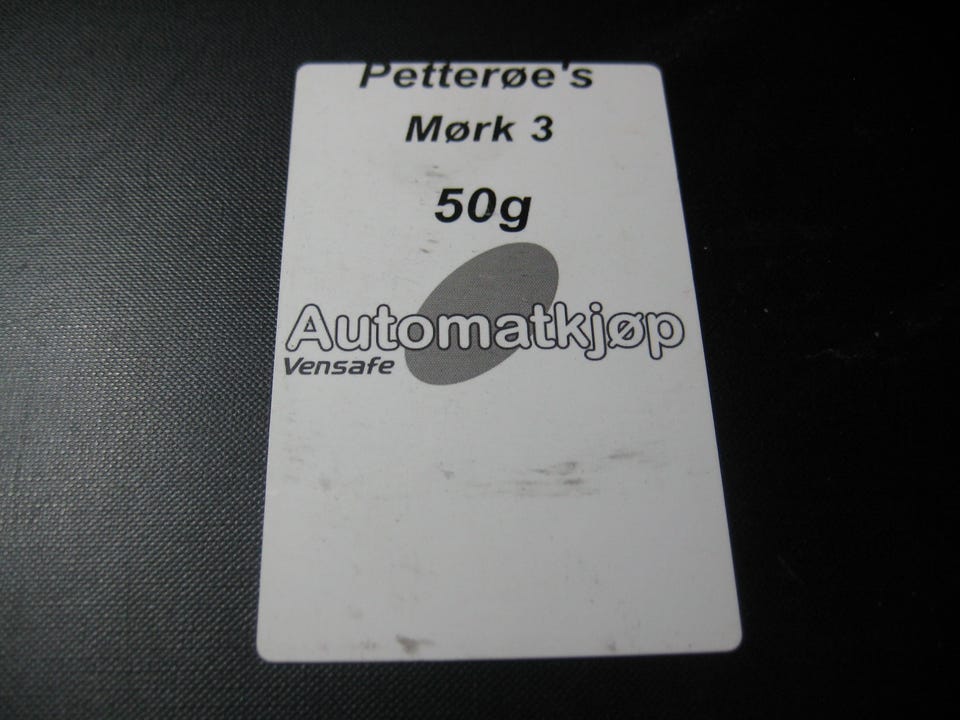 Petterøe's
Mørk 3
50g
Automatkjøp
Vensafe